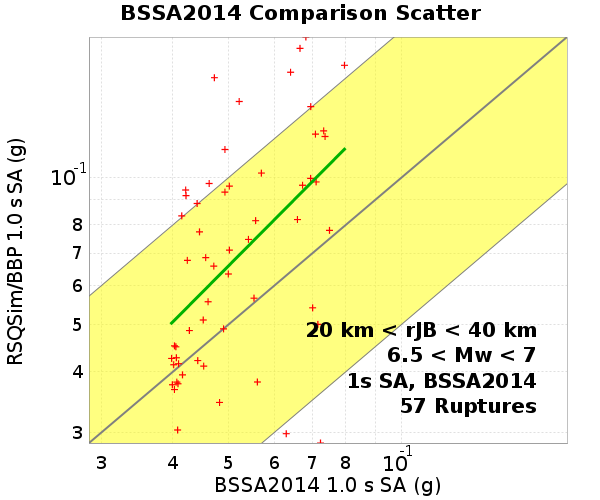 BSSA2014 Comparison Scatter
RSQSim/BBP 1.0 s SA (g)
10-1
8
7
6
5
4
3
20 km < rJB < 40 km
6.5 < Mw < 7
1s SA, BSSA2014
57 Ruptures
3 4 5 6 7 8 10-1
BSSA2014 1.0 s SA (g)